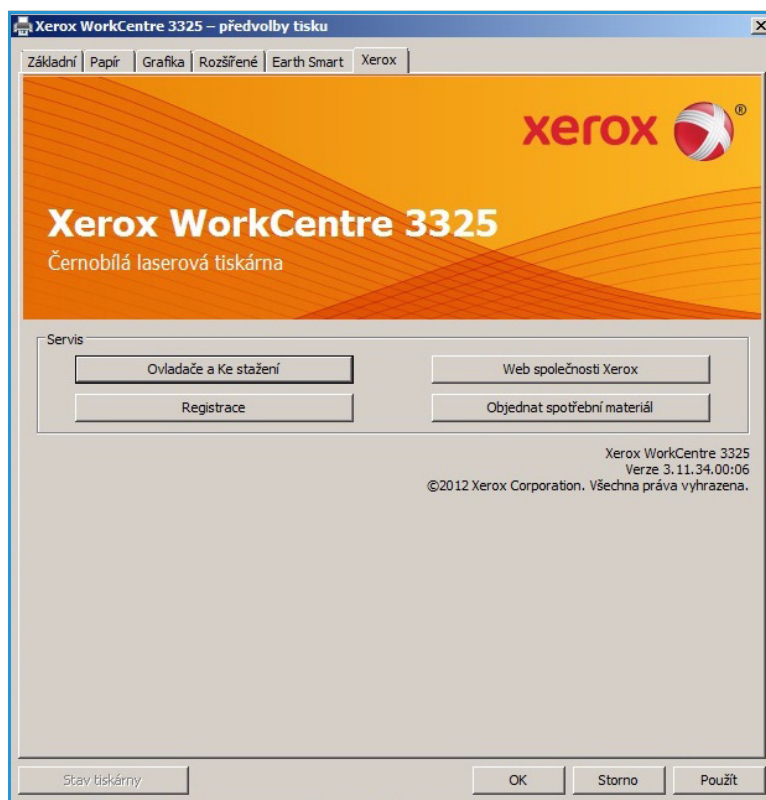 Xerox WorkCentre 3325 – předvolby tisku
Základní Papír Grafika Rozšířené Earth Smart Xerox
xerox ®
Xerox WorkCentre 3325
Černobílá laserová tiskárna
Servis
Ovladače a Ke stažení Web společnosti Xerox
Registrace Objednat spotřební materiál
Xerox WorkCentre 3325
Verze 3.11.34.00:06
©2012 Xerox Corporation. Všechna práva vyhrazena.
Stav tiskárny OK Storno Použít